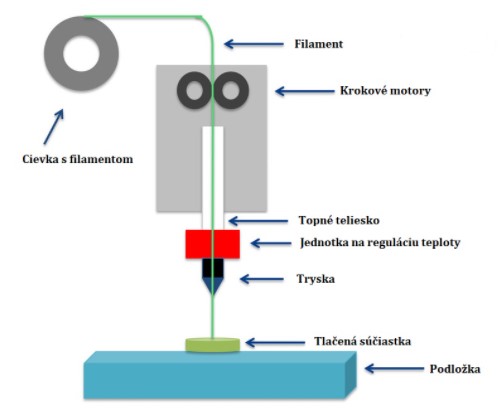 Filament
Krokové motory
Cievka s filamentom
Topné teliesko
Jednotka na reguláciu teploty
Tryska
Tlačená súčiastka
Podložka